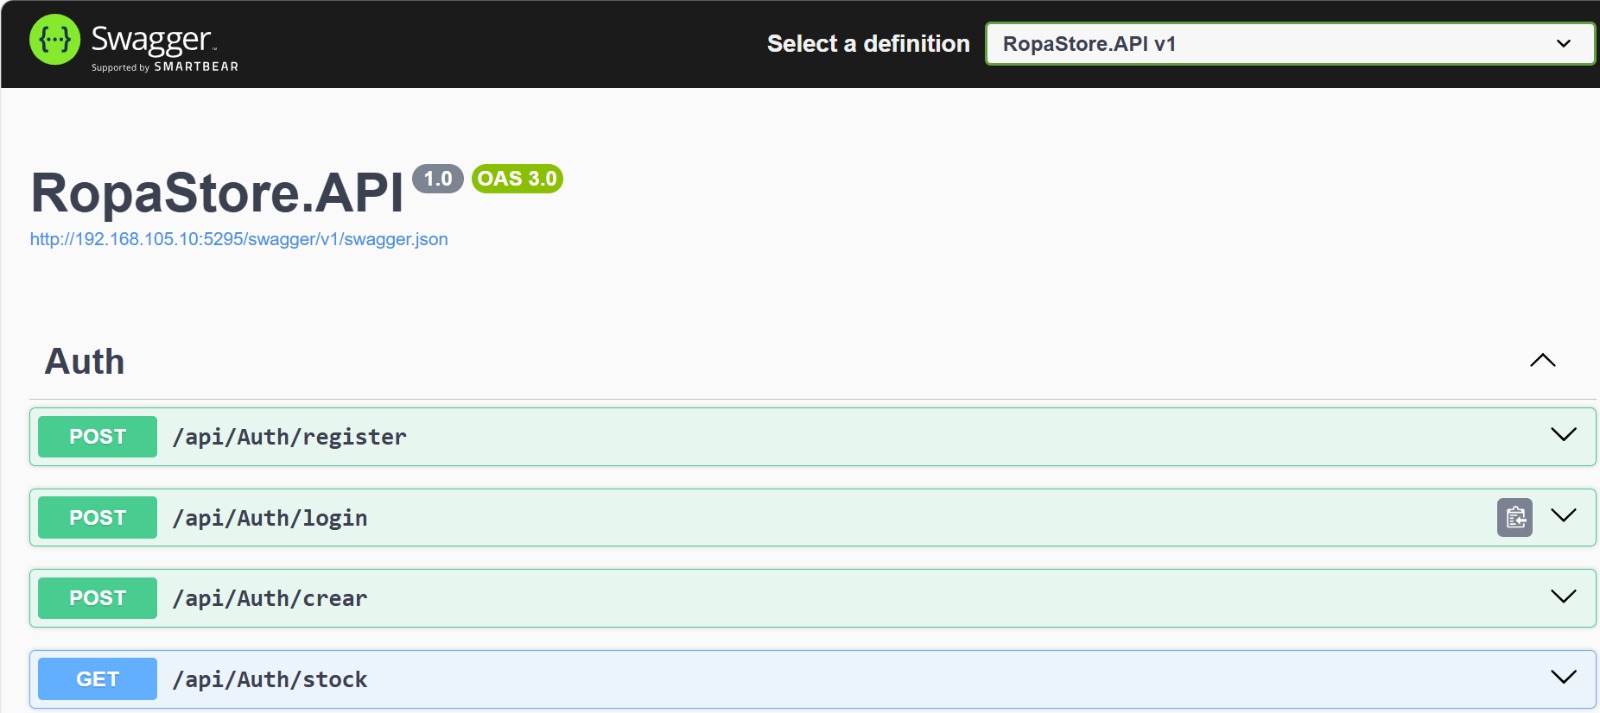 Swagger
Supported by SMARTBEAR
Select a definition
RopaStore.API v1
RopaStore.API 1.0 OAS 3.0
http://192.168.105.10:5295/swagger/v1/swagger.json
Auth
POST /api/Auth/register
POST /api/Auth/login
POST /api/Auth/crear
GET /api/Auth/stock